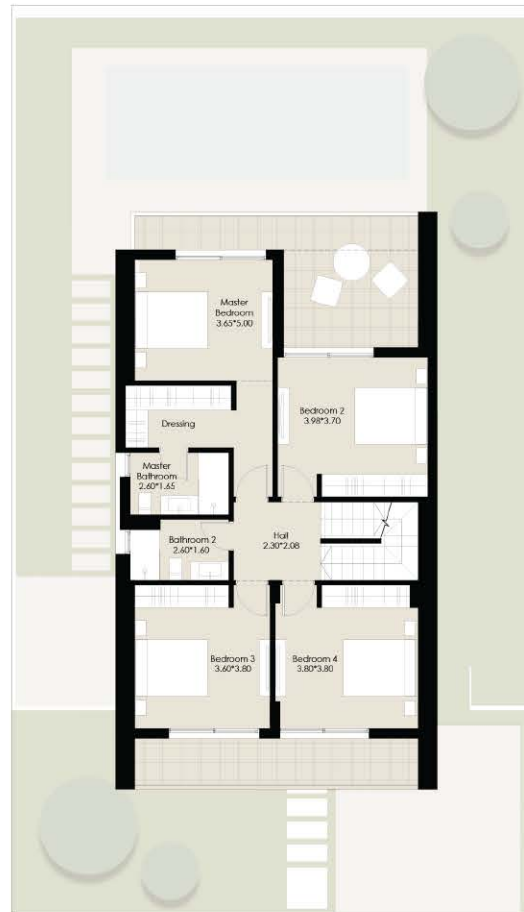 Master
Bedroom
3.65*5.00
Bedroom 2
3.98*3.70
Dressing
Master
Bathroom
2.60*1.65
Bathroom 2
2.60*1.60
Hall
2.30*2.08
Bedroom 3
3.60*3.80
Bedroom 4
3.80*3.80